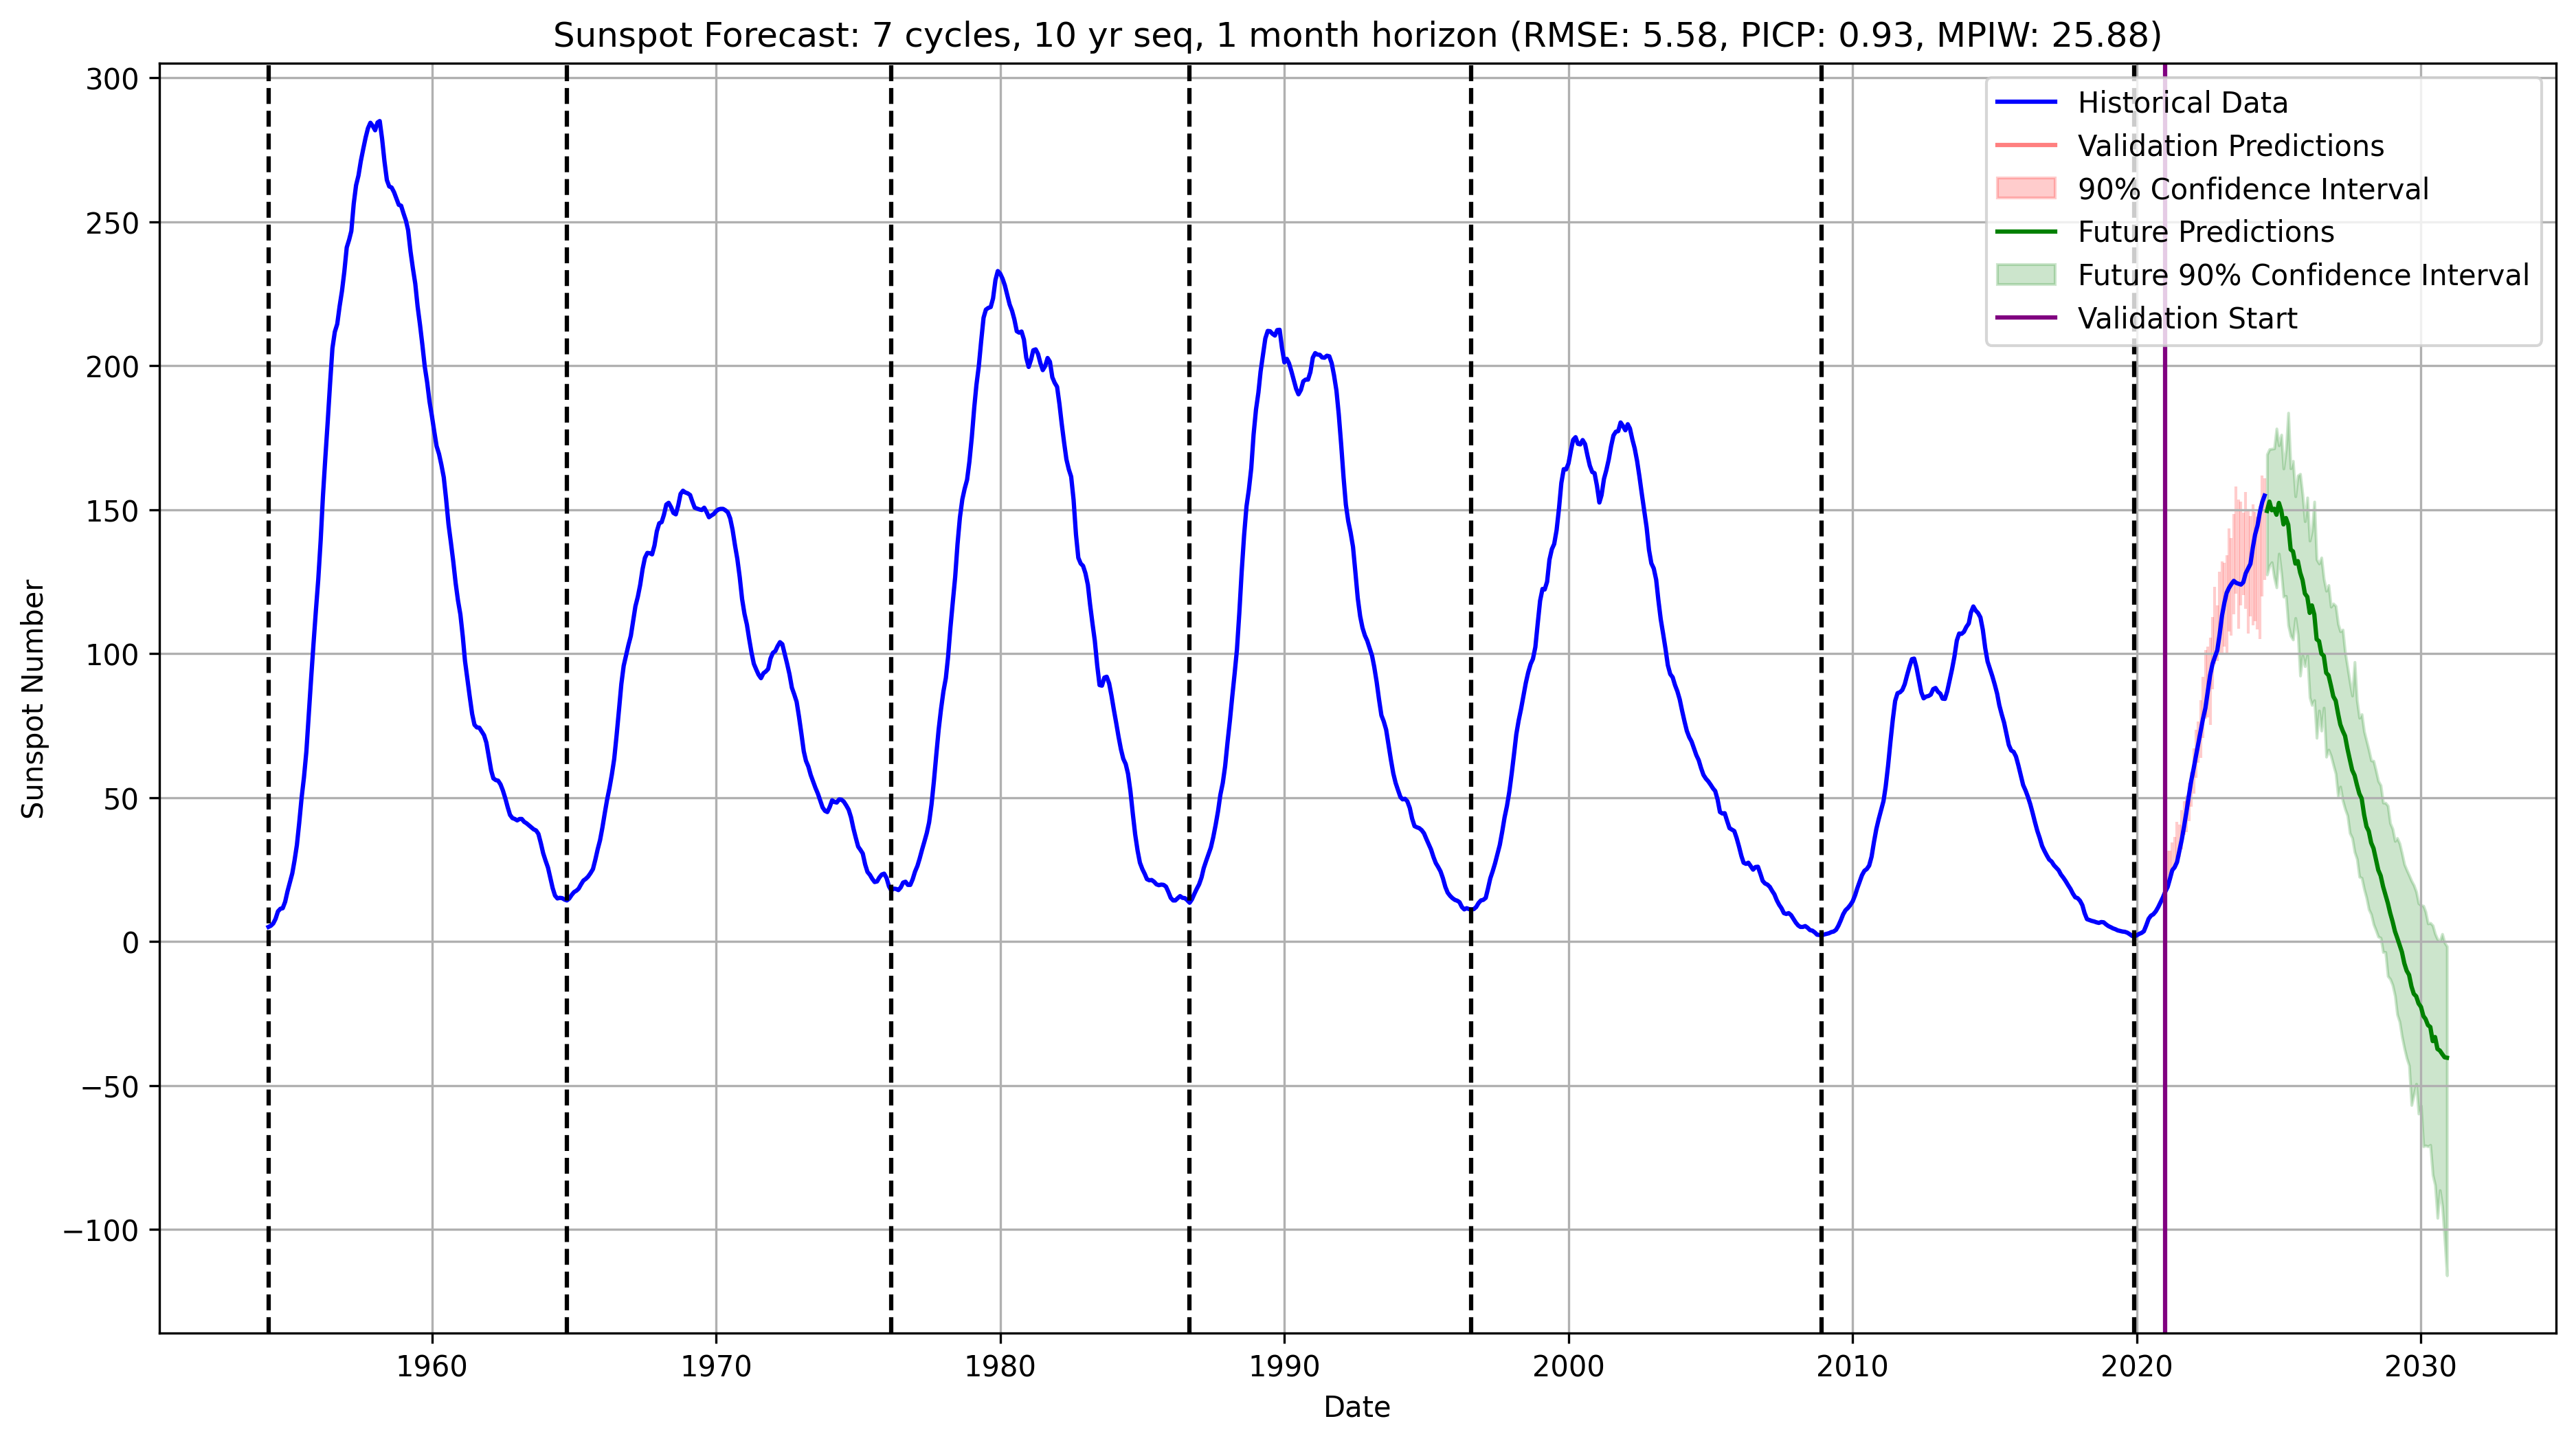 Sunspot Forecast: 7 cycles, 10 yr seq, 1 month horizon (RMSE: 5.58, PICP: 0.93, MPIW: 25.88)
Historical Data
Validation Predictions
90% Confidence Interval
Future Predictions
Future 90% Confidence Interval
Validation Start
Sunspot Number
300
250
200
150
100
50
0
−50
−100
1960 1970 1980 1990 2000 2010 2020 2030
Date